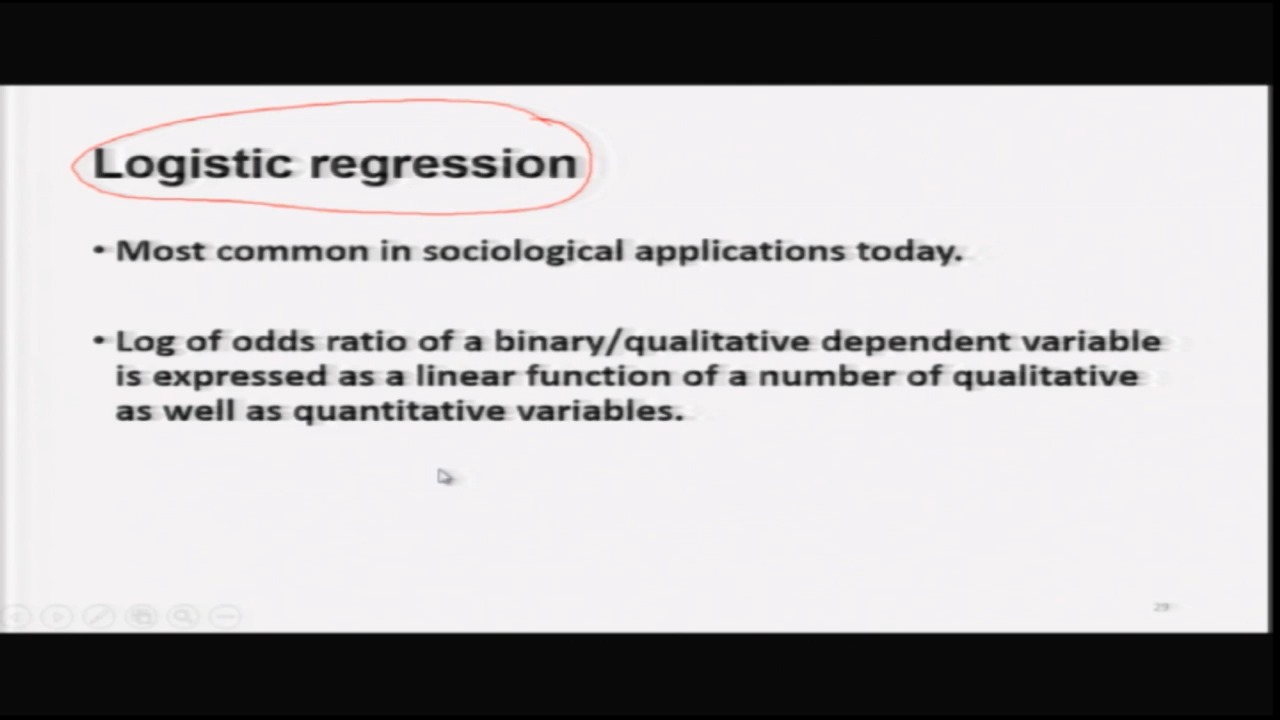 Logistic regression
• Most common in sociological applications today.
• Log of odds ratio of a binary/qualitative dependent variable
is expressed as a linear function of a number of qualitative
as well as quantitative variables.
29